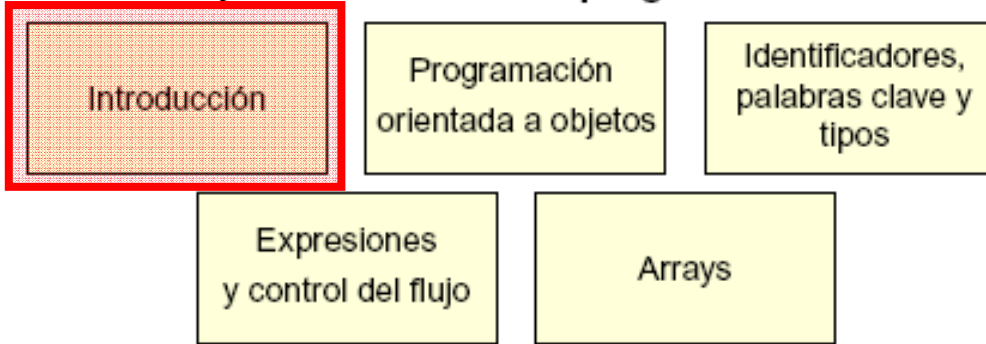 Introducción
Programación
orientada a objetos
Identificadores,
palabras clave y
tipos
Expresiones
y control del flujo
Arrays